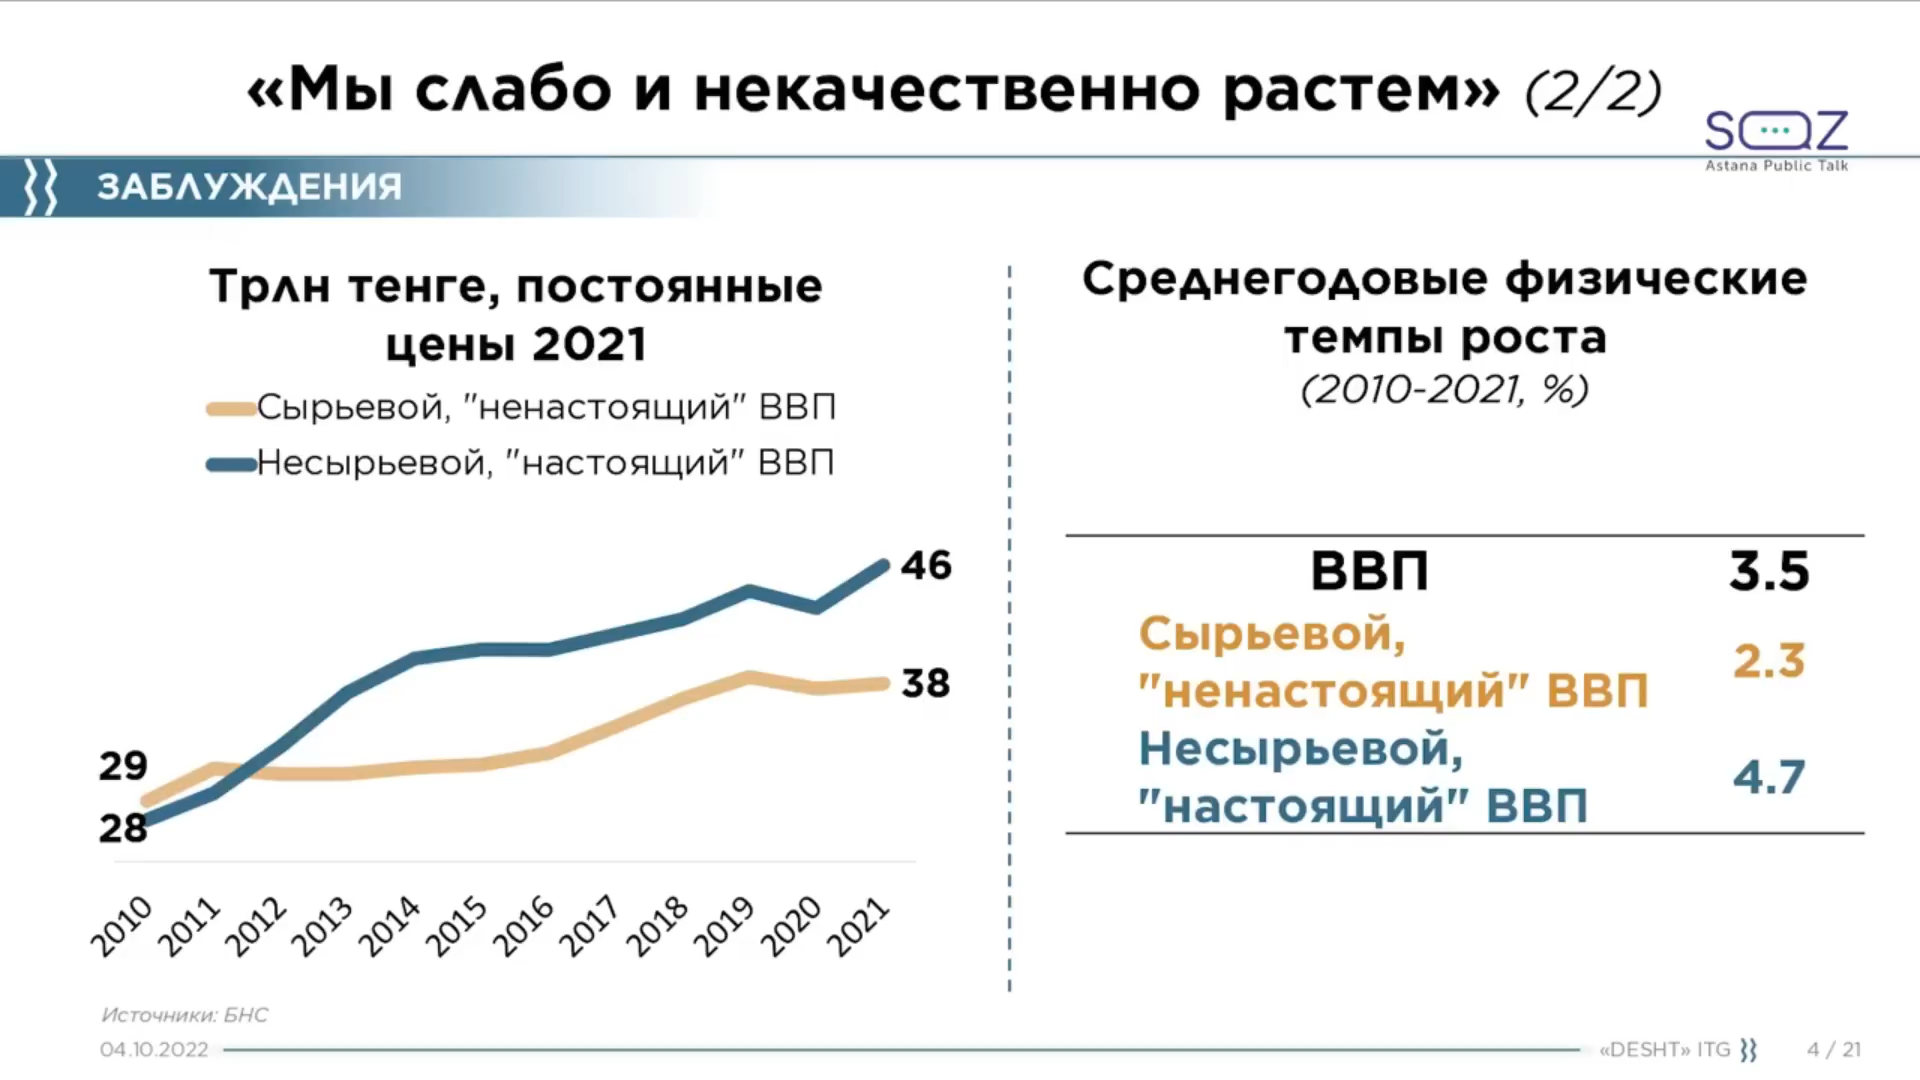 «Мы слабо и некачественно растем» (2/2)
SOZ
Astana Public Talk
ЗАБЛУЖДЕНИЯ
Трлн тенге, постоянные
цены 2021
Сырьевой, "ненастоящий" ВВП
Несырьевой, "настоящий" ВВП
46
38
29
28
2010 2011 2012 2013 2014 2015 2016 2017 2018 2019 2020 2021
Среднегодовые физические
темпы роста
(2010-2021, %)
ВВП 3.5
Сырьевой,
"ненастоящий" ВВП 2.3
Несырьевой,
"настоящий" ВВП 4.7
Источники: БНС
04.10.2022 «DESHT» ITG 4 / 21